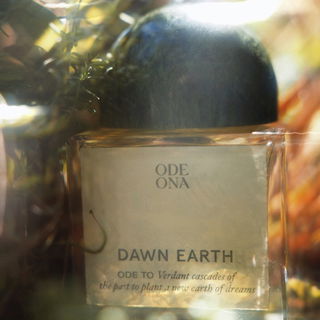 ODE
ONA
DAWN EARTH
ODE TO Verdant cascades of
the past to plant a new earth of dreams